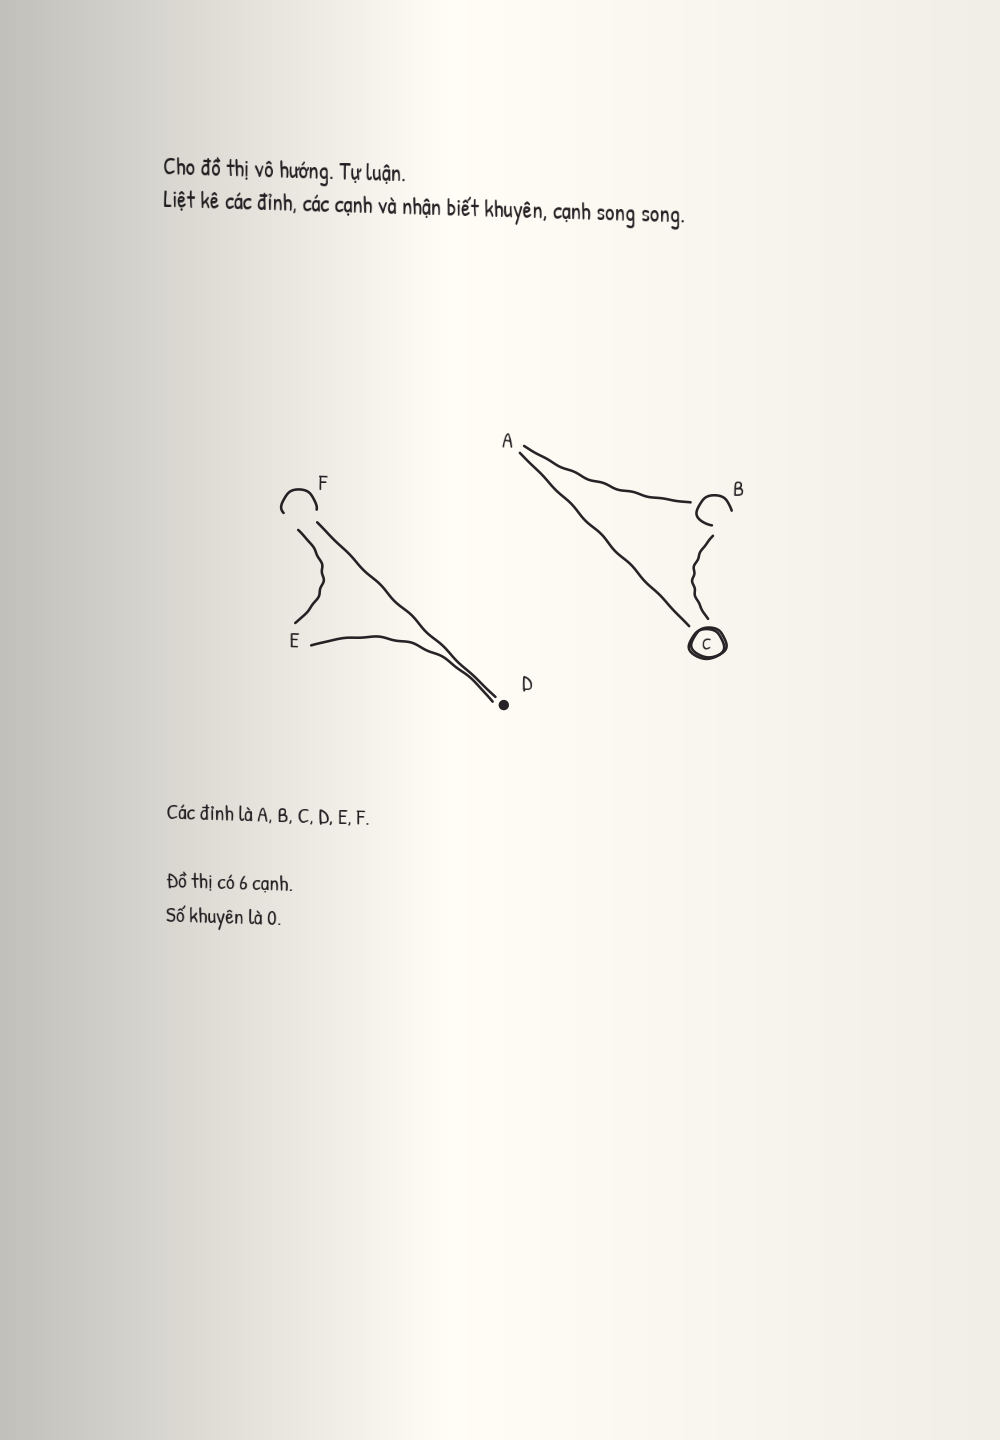 Cho đồ thị vô hướng. Tự luận.
Liệt kê các đỉnh, các cạnh và nhận biết khuyên, cạnh song song.
A
B
F
E
C
D
Các đỉnh là A, B, C, D, E, F.
Đồ thị có 6 cạnh.
Số khuyên là 0.